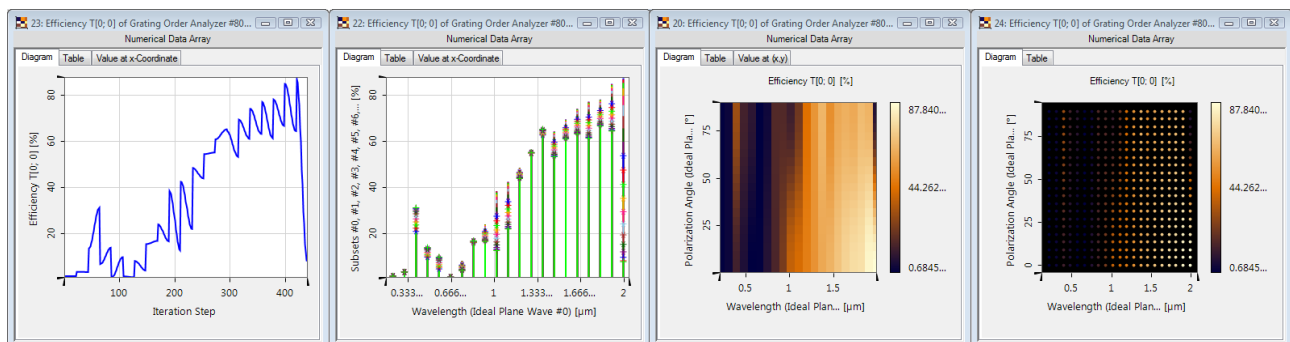 23: Efficiency T[0; 0] of Grating Order Analyzer #80...
Numerical Data Array
Diagram Table Value at x-Coordinate
Efficiency T[0; 0] [%]
80
60
40
20
100 200 300 400
Iteration Step
22: Efficiency T[0; 0] of Grating Order Analyzer #80...
Numerical Data Array
Diagram Table Value at x-Coordinate
Subsets #0, #1, #2, #3, #4, #5, #6,... [%]
80
60
40
20
0.333... 0.666... 1 1.333... 1.666... 2
Wavelength (Ideal Plane Wave #0) [µm]
20: Efficiency T[0; 0] of Grating Order Analyzer #80...
Numerical Data Array
Diagram Table Value at (x,y)
Efficiency T[0; 0] [%]
Polarization Angle (Ideal Pla... [°]
75
50
25
0.5 1 1.5
Wavelength (Ideal Plan... [µm]
87.840...
44.262...
0.6845...
24: Efficiency T[0; 0] of Grating Order Analyzer #80...
Numerical Data Array
Diagram Table
Efficiency T[0; 0] [%]
Polarization Angle (Ideal Pla... [°]
75
50
25
0
0.5 1 1.5 2
Wavelength (Ideal Plan... [µm]
87.840...
44.262...
0.6845...